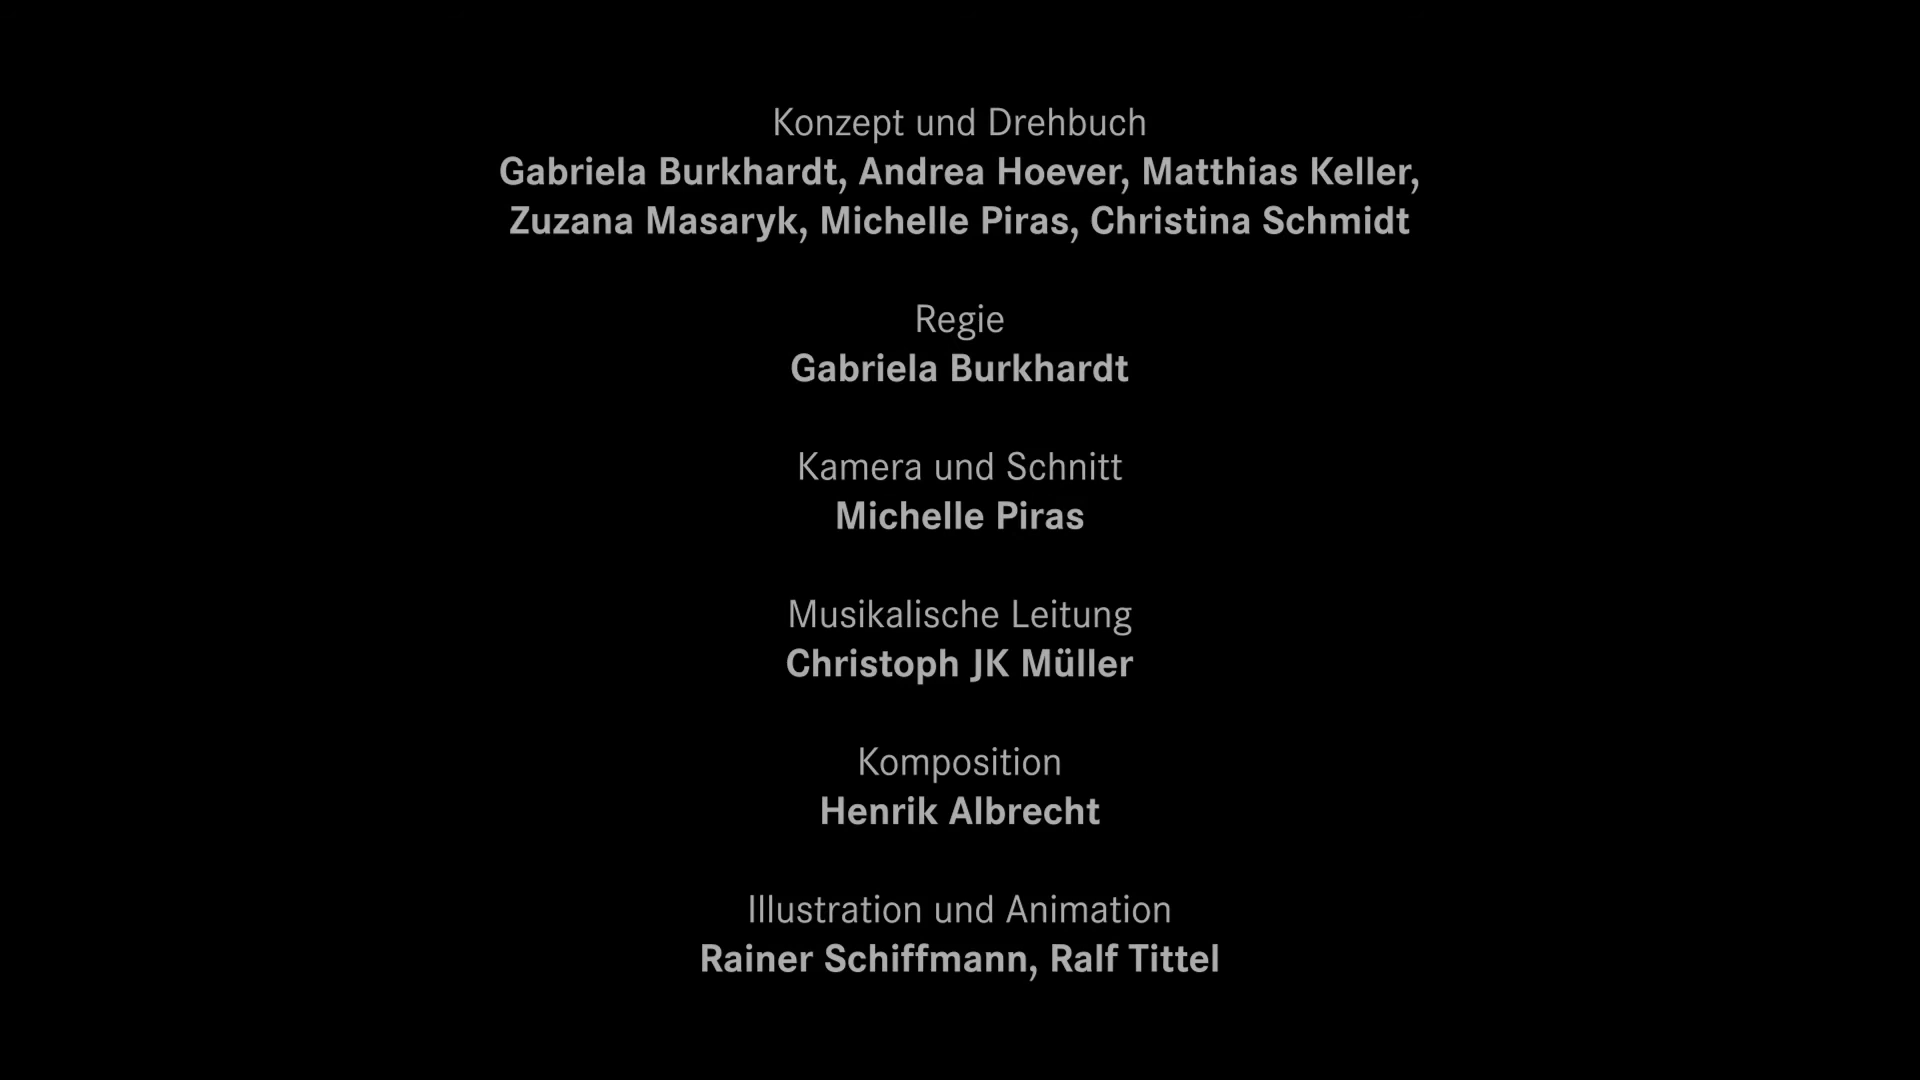 Konzept und Drehbuch
Gabriela Burkhardt, Andrea Hoever, Matthias Keller,
Zuzana Masaryk, Michelle Piras, Christina Schmidt
Regie
Gabriela Burkhardt
Kamera und Schnitt
Michelle Piras
Musikalische Leitung
Christoph JK Müller
Komposition
Henrik Albrecht
Illustration und Animation
Rainer Schiffmann, Ralf Tittel